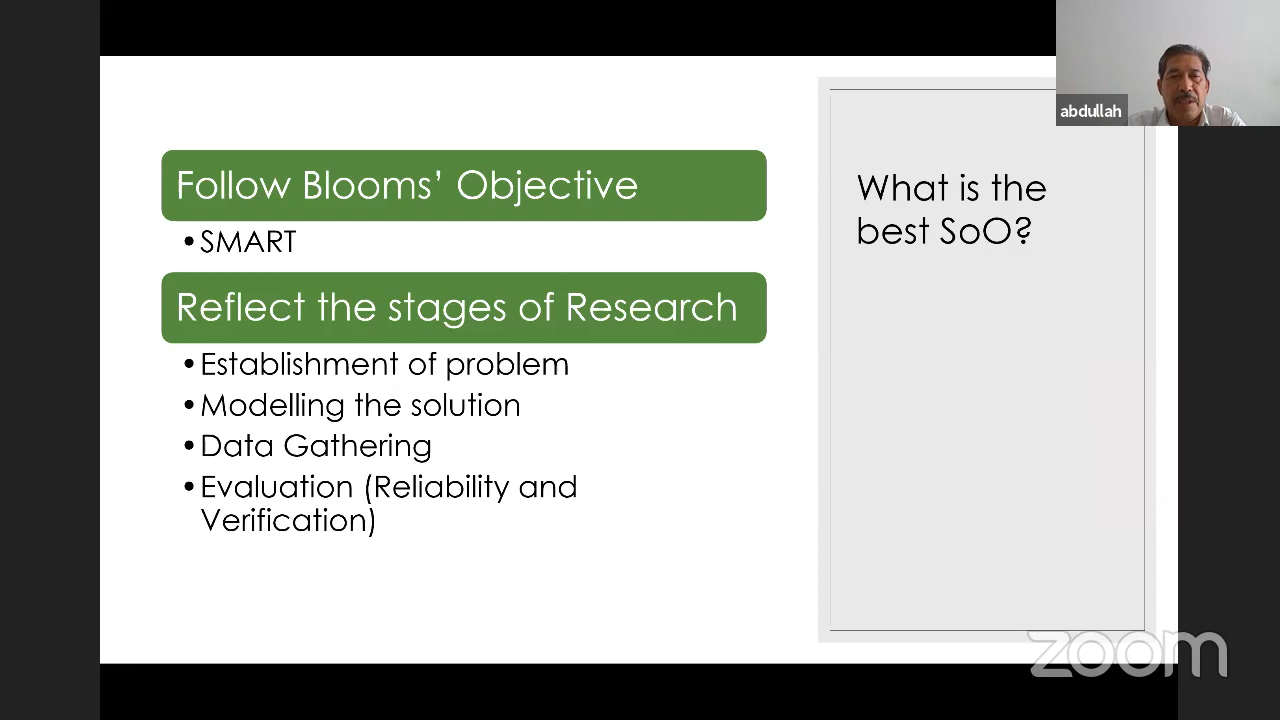 Follow Blooms’ Objective
•SMART
Reflect the stages of Research
•Establishment of problem
•Modelling the solution
•Data Gathering
•Evaluation (Reliability and
Verification)
What is the
best SoO?
abdullah
zoom